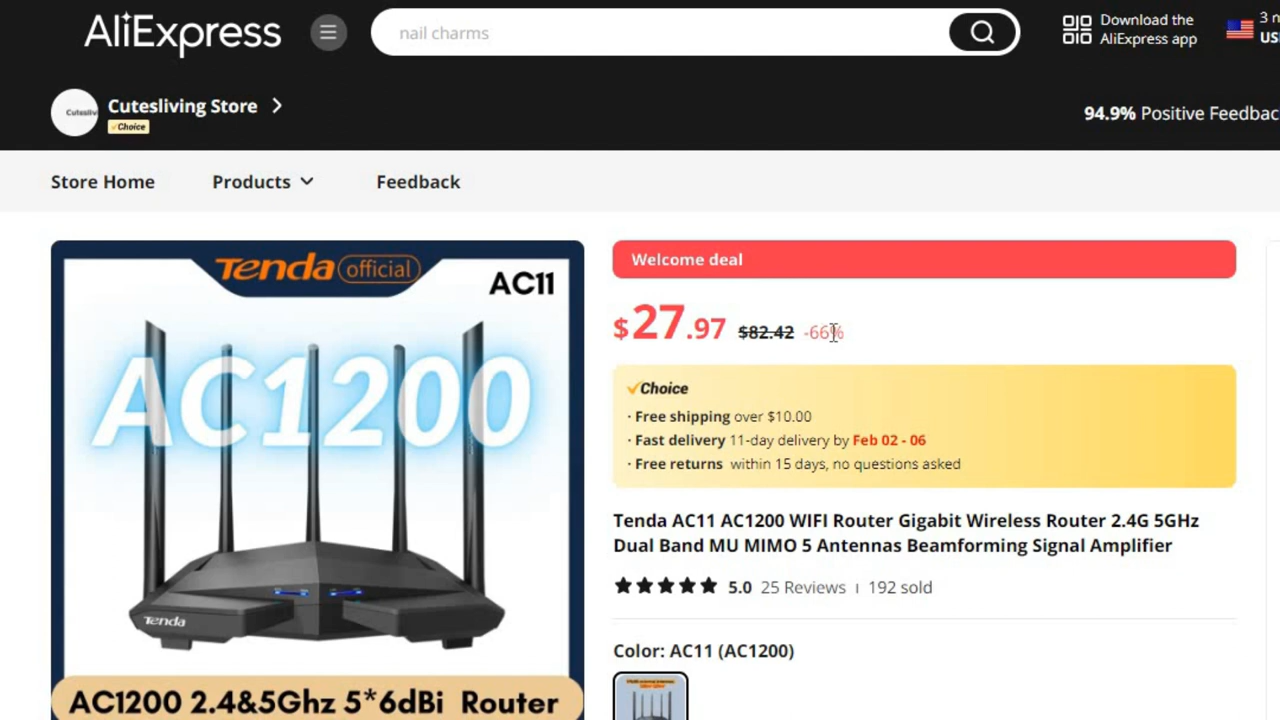 AliExpress
nail charms
Download the
AliExpress app
3 n
US
Cutesliving Store
Choice
94.9% Positive Feedbac
Store Home
Products
Feedback
Tenda official
AC11
AC1200
Tenda
AC1200 2.4&5Ghz 5*6dBi Router
Welcome deal
$27.97 $82.42 -66%
Choice
· Free shipping over $10.00
· Fast delivery 11-day delivery by Feb 02 - 06
· Free returns within 15 days, no questions asked
Tenda AC11 AC1200 WIFI Router Gigabit Wireless Router 2.4G 5GHz
Dual Band MU MIMO 5 Antennas Beamforming Signal Amplifier
5.0 25 Reviews 192 sold
Color: AC11 (AC1200)